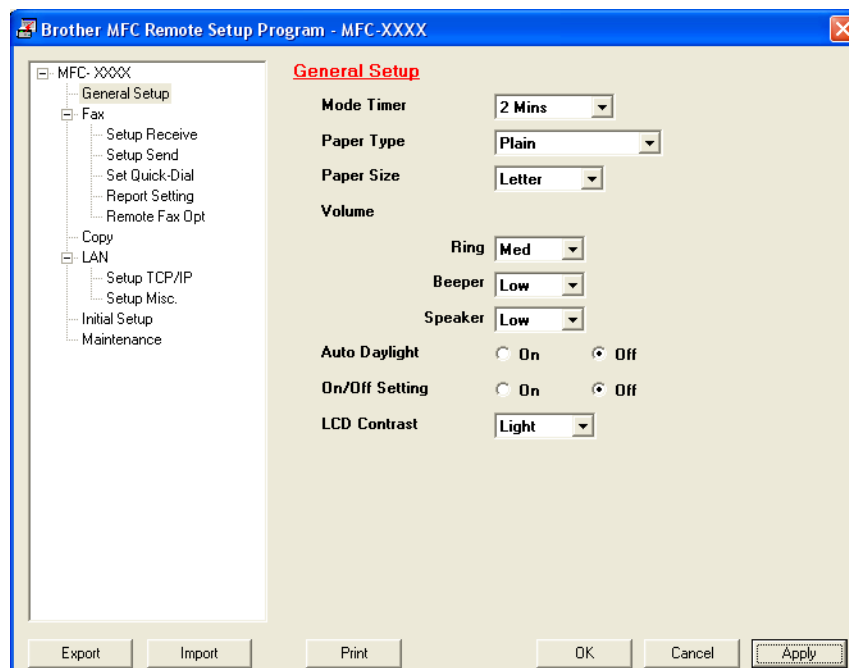 Brother MFC Remote Setup Program - MFC-XXXX
MFC- XXXX
General Setup
Fax
Setup Receive
Setup Send
Set Quick-Dial
Report Setting
Remote Fax Opt
Copy
LAN
Setup TCP/IP
Setup Misc.
Initial Setup
Maintenance
General Setup
Mode Timer 2 Mins
Paper Type Plain
Paper Size Letter
Volume
Ring Med
Beeper Low
Speaker Low
Auto Daylight On Off
On/Off Setting On Off
LCD Contrast Light
Export Import Print OK Cancel Apply